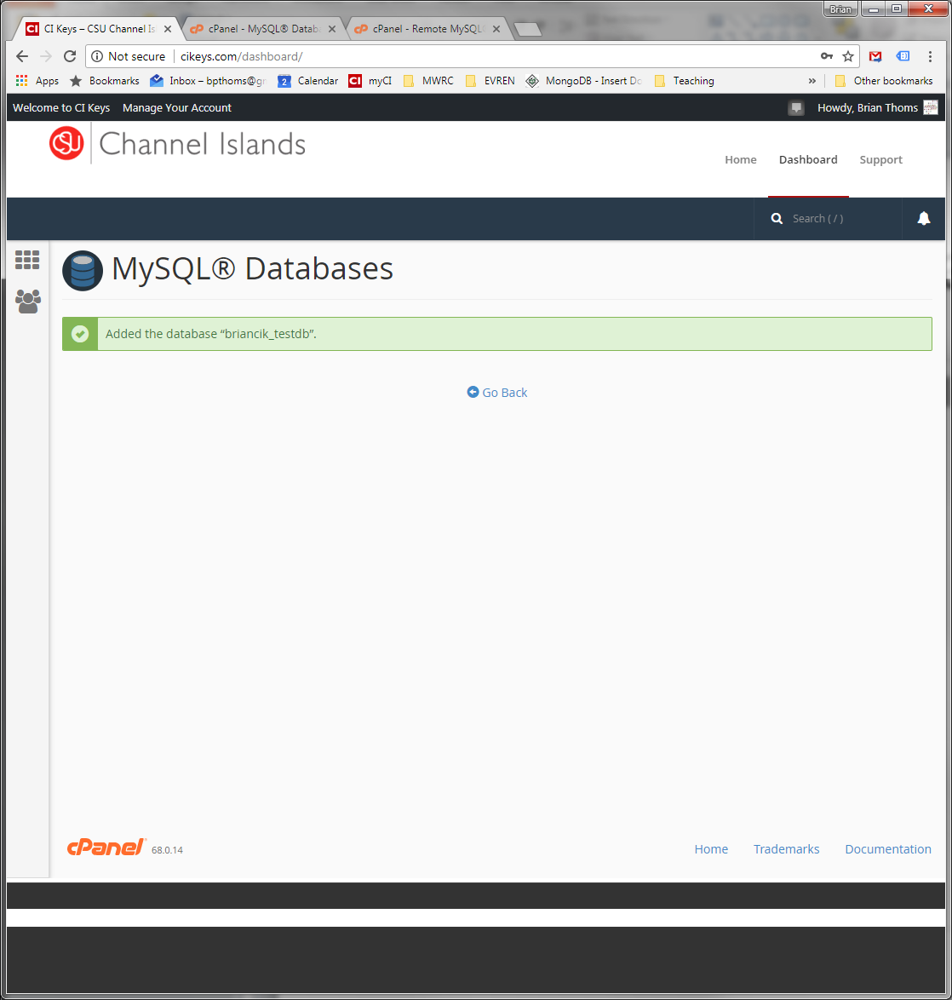 Brian
CI Keys – CSU Channel Is
cPanel - MySQL® Datab
cPanel - Remote MySQL
Not secure
cikeys.com/dashboard/
Apps
Bookmarks
Inbox – bpthoms@g
2
Calendar
CI
myCI
MWRC
EVREN
MongoDB - Insert Do
Teaching
»
Other bookmarks
Welcome to CI Keys
Manage Your Account
Howdy, Brian Thoms
CSU
Channel Islands
Home
Dashboard
Support
Search ( / )
MySQL® Databases
Added the database “briancik_testdb”.
Go Back
cPanel 68.0.14
Home
Trademarks
Documentation